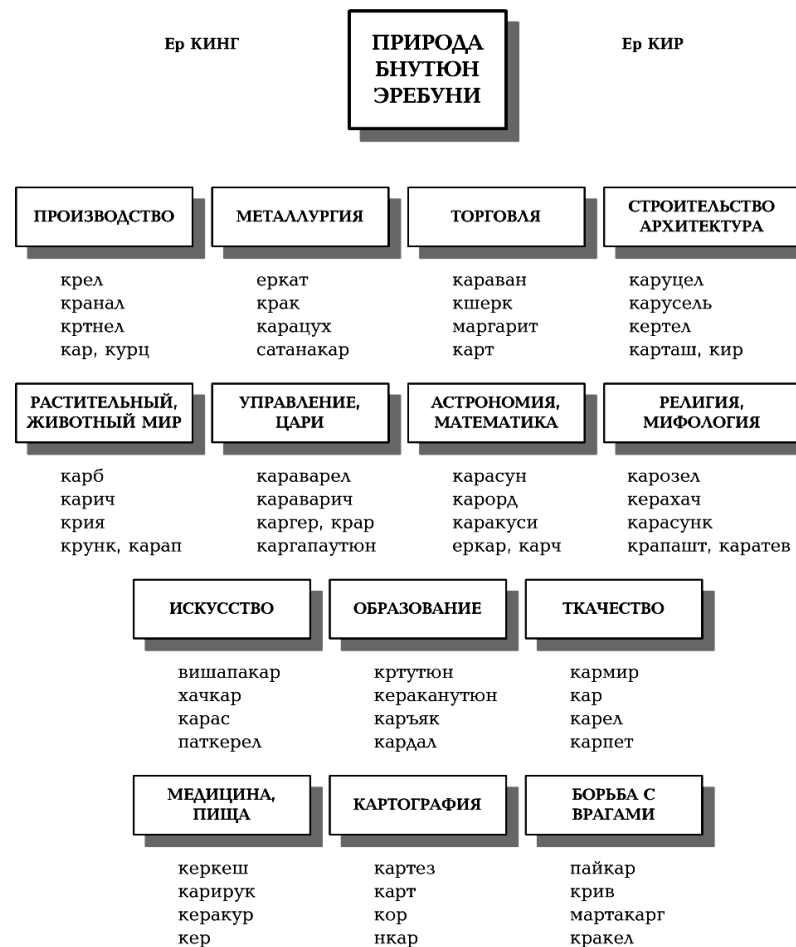 Ер КИНГ
ПРИРОДА
БНУТЮН
ЭРЕБУНИ
Ер КИР
ПРОИЗВОДСТВО
крел
кранал
кртнел
кар, курц
МЕТАЛЛУРГИЯ
еркат
крак
карацух
сатанакар
ТОРГОВЛЯ
караван
кшерк
маргарит
карт
СТРОИТЕЛЬСТВО
АРХИТЕКТУРА
каруцел
карусель
кертел
карташ, кир
РАСТИТЕЛЬНЫЙ,
ЖИВОТНЫЙ МИР
карб
карич
крия
крунк, карап
УПРАВЛЕНИЕ,
ЦАРИ
караварел
караварич
каргер, крар
каргапаутюн
АСТРОНОМИЯ,
МАТЕМАТИКА
карасун
карорд
каракуси
еркар, карч
РЕЛИГИЯ,
МИФОЛОГИЯ
карозел
керахач
карасунк
крапашт, каратев
ИСКУССТВО
вишапакар
хачкар
карас
паткерел
ОБРАЗОВАНИЕ
кртутюн
кераканутюн
каръяк
кардал
ТКАЧЕСТВО
кармир
кар
карел
карпет
МЕДИЦИНА,
ПИЩА
керкеш
карирук
керакур
кер
КАРТОГРАФИЯ
картез
карт
кор
нкар
БОРЬБА С
ВРАГАМИ
пайкар
крив
мартакарг
кракел